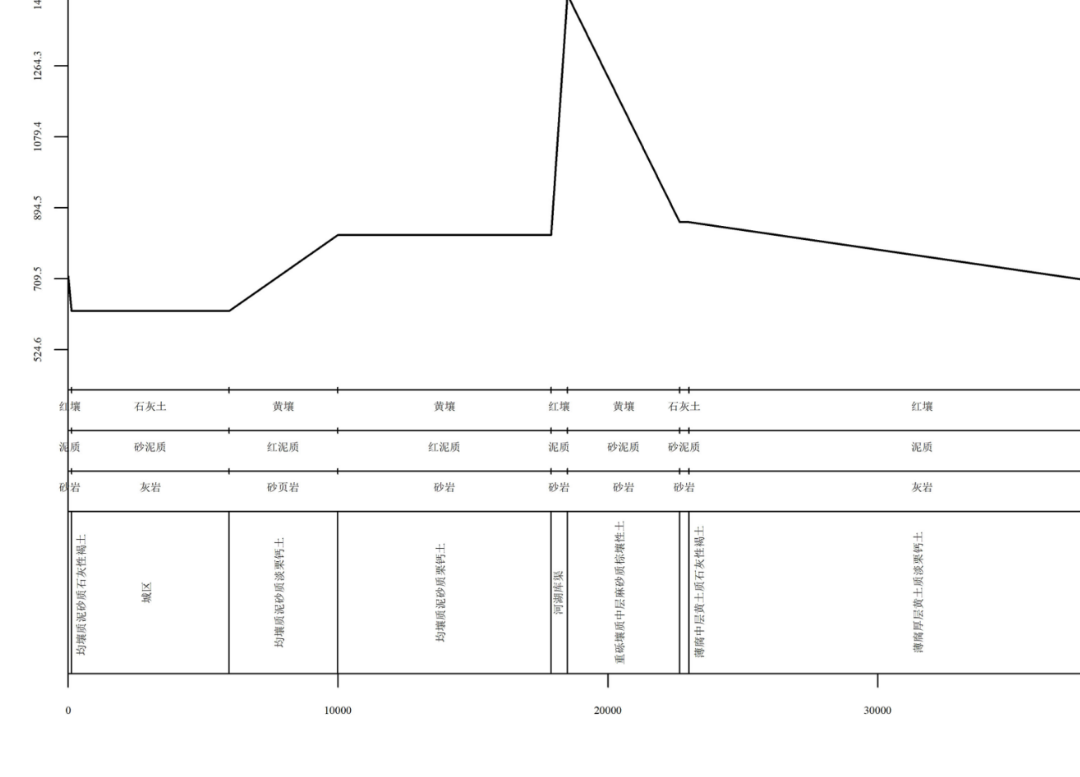 14
1264.3
1079.4
894.5
709.5
524.6
红壤 石灰土 黄壤 黄壤 红壤 黄壤 石灰土 红壤
泥质 砂泥质 红泥质 红泥质 泥质 砂泥质 砂泥质 泥质
砂岩 灰岩 砂页岩 砂岩 砂岩 砂岩 砂岩 灰岩
均壤质泥砂质石灰性褐土
城区
均壤质泥砂质淡栗钙土
均壤质泥砂质栗钙土
河湖库渠
重砾壤质中层麻砂质棕壤性土
薄腐中层黄土质石灰性褐土
薄腐厚层黄土质淡栗钙土
0 10000 20000 30000